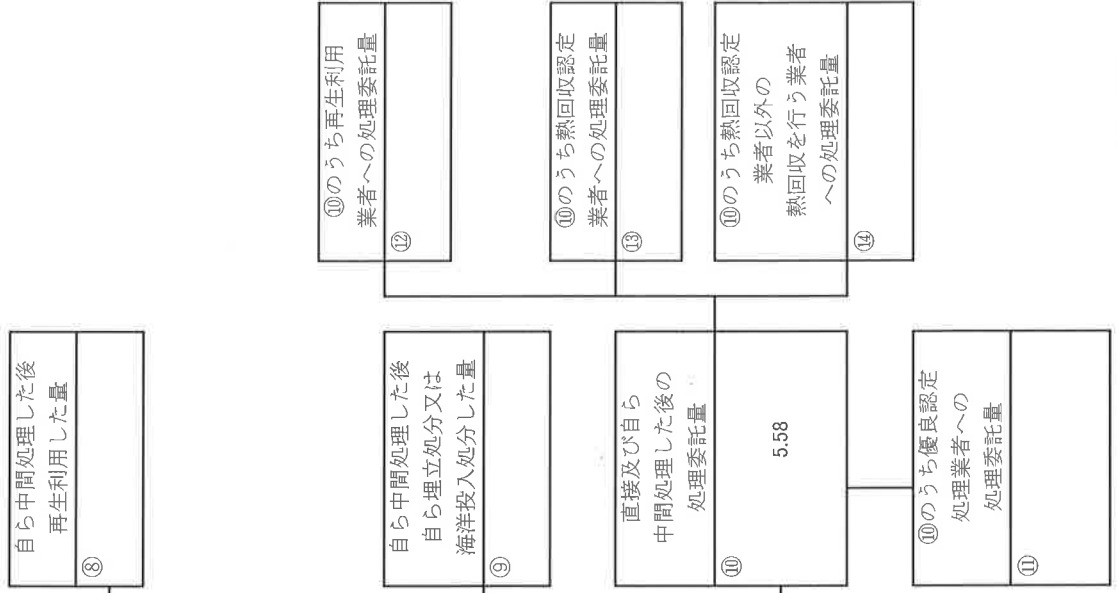 自ら中間処理した後
再生利用した量
⑧
自ら中間処理した後
自ら埋立処分又は
海洋投入処分した量
⑨
直接及び自ら
中間処理した後の
処理委託量
⑩
5.58
⑩のうち優良認定
処理業者への
処理委託量
⑪
⑩のうち再生利用
業者への処理委託量
⑫
⑩のうち熱回収認定
業者への処理委託量
⑬
⑩のうち熱回収認定
業者以外の
熱回収を行う業者
への処理委託量
⑭